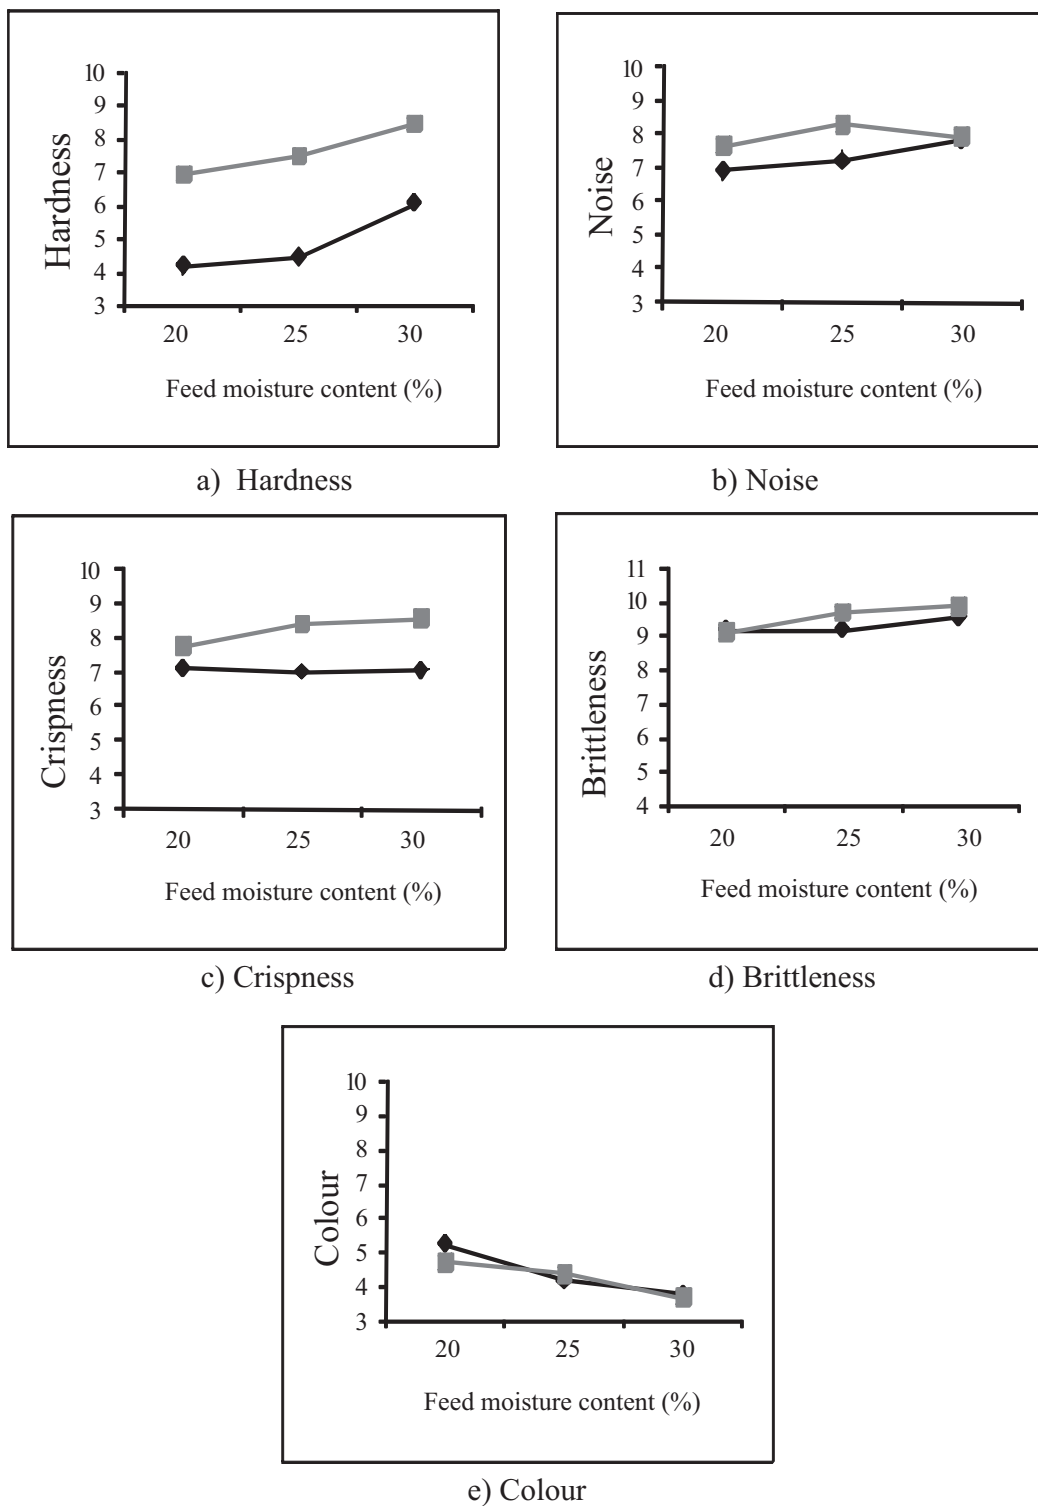 Hardness
10
9
8
7
6
5
4
3
20 25 30
Feed moisture content (%)
a) Hardness
Noise
10
9
8
7
6
5
4
3
20 25 30
Feed moisture content (%)
b) Noise
Crispness
10
9
8
7
6
5
4
3
20 25 30
Feed moisture content (%)
c) Crispness
Brittleness
11
10
9
8
7
6
5
4
20 25 30
Feed moisture content (%)
d) Brittleness
Colour
10
9
8
7
6
5
4
3
20 25 30
Feed moisture content (%)
e) Colour